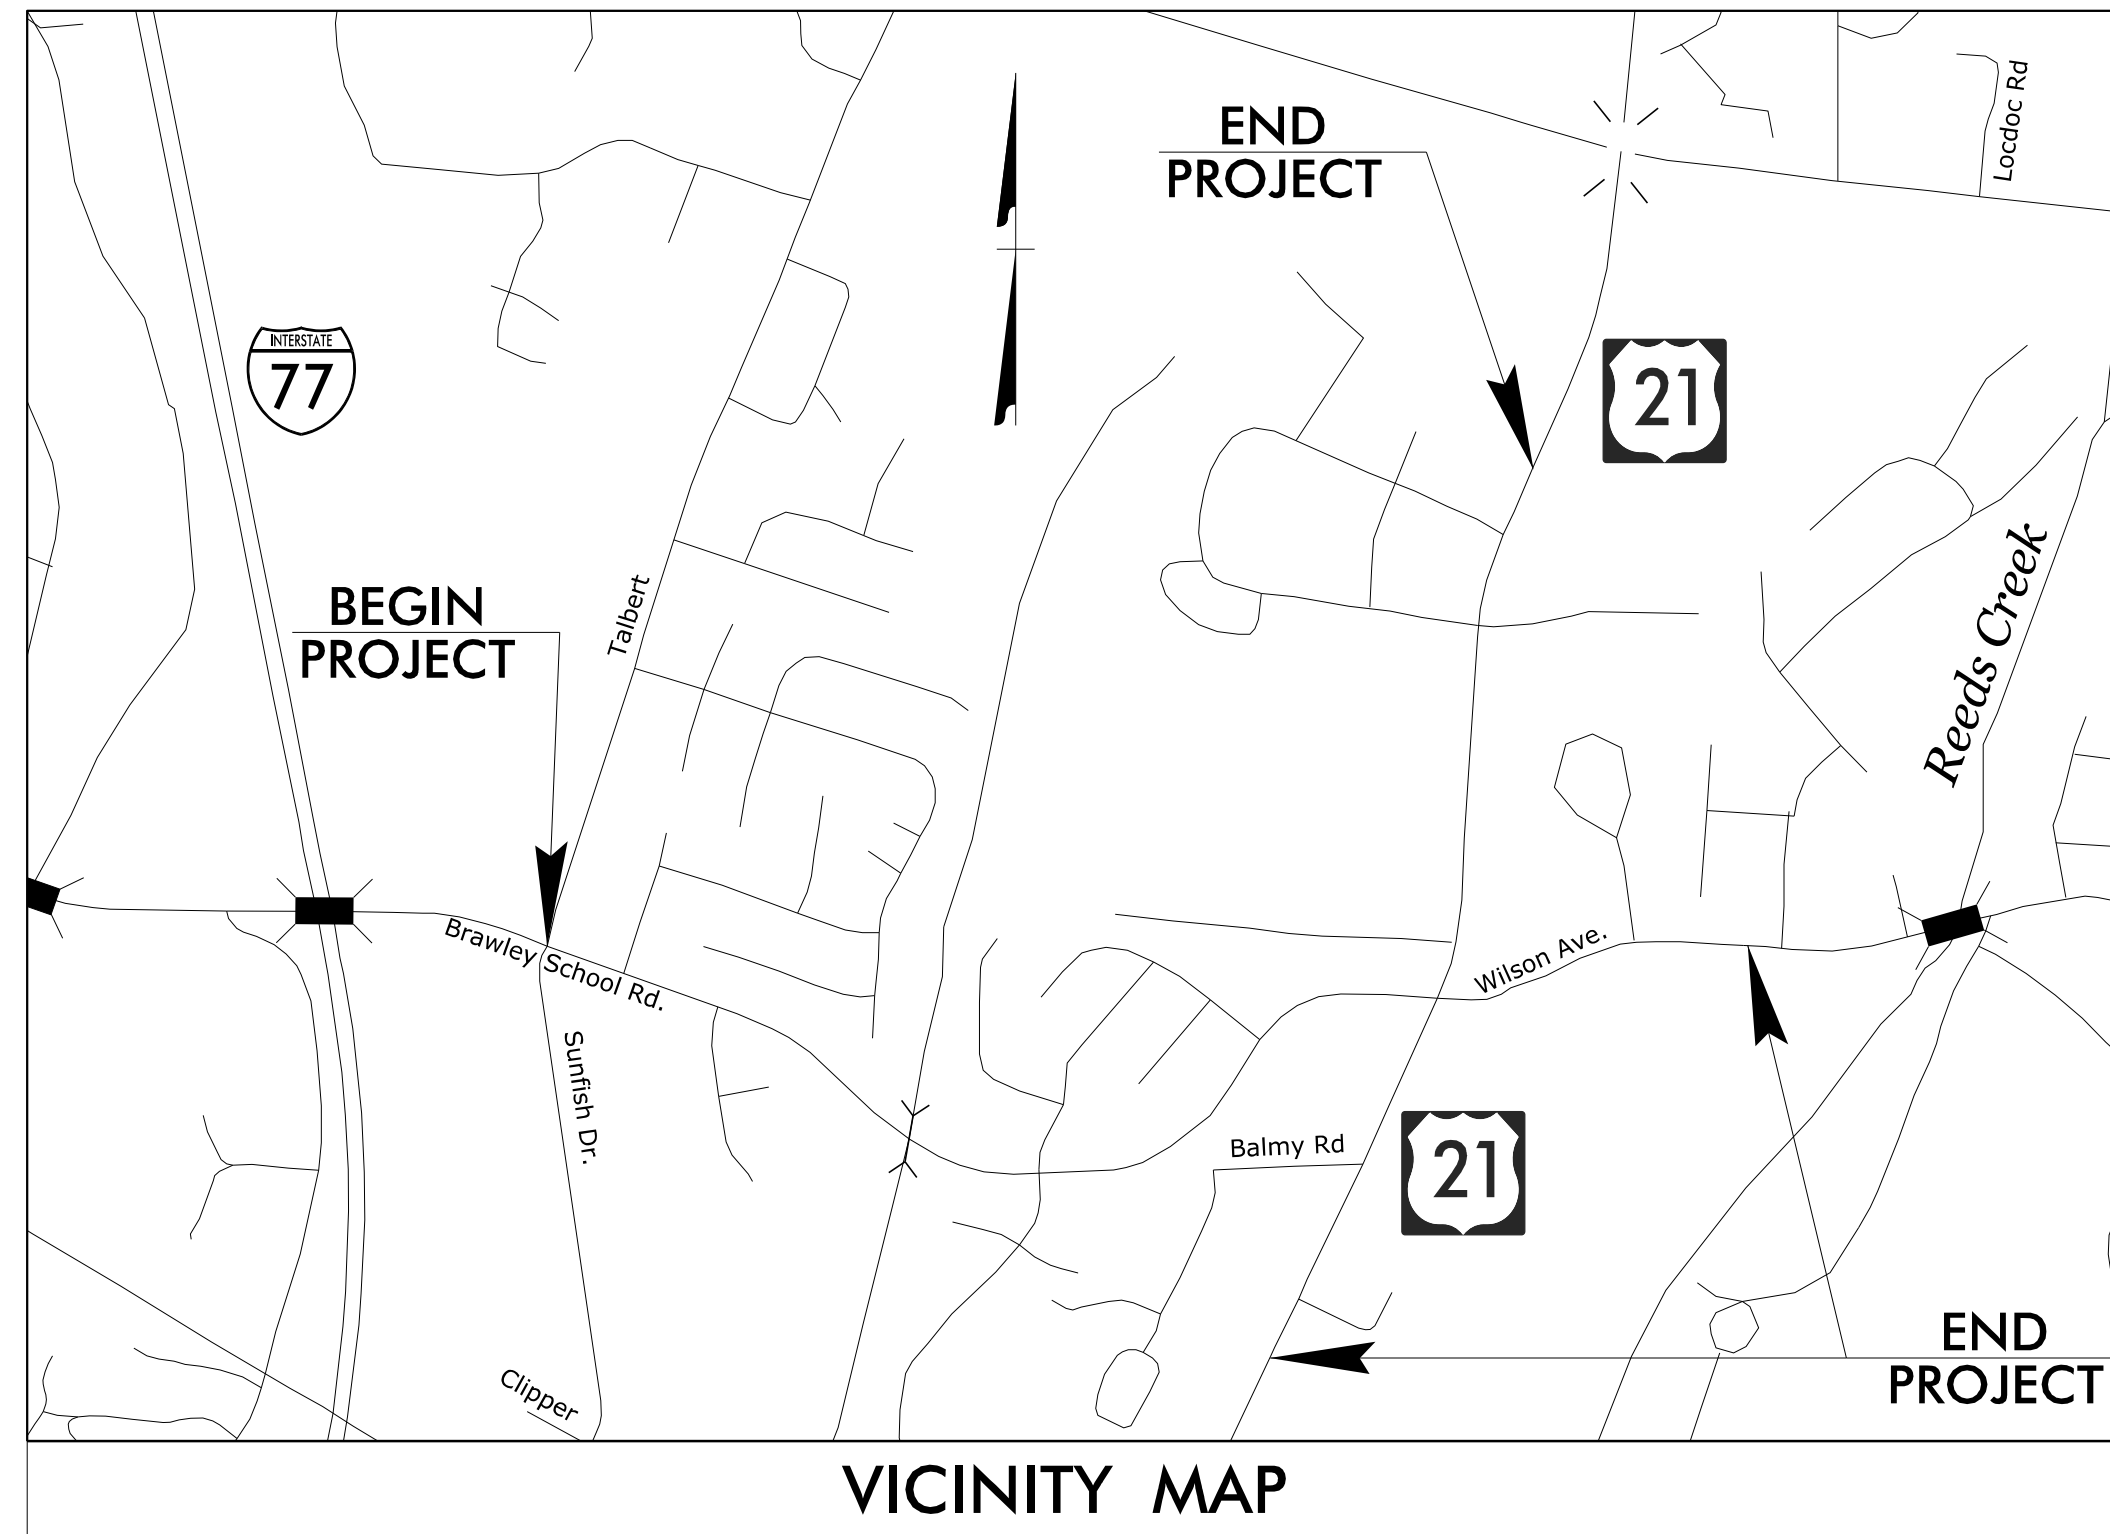 Locdoc Rd
END
PROJECT
INTERSTATE
77
21
BEGIN
PROJECT
Talbert
Reeds Creek
Brawley School Rd.
Wilson Ave.
Sunfish Dr.
Balmy Rd
21
Clipper
END
PROJECT
VICINITY MAP